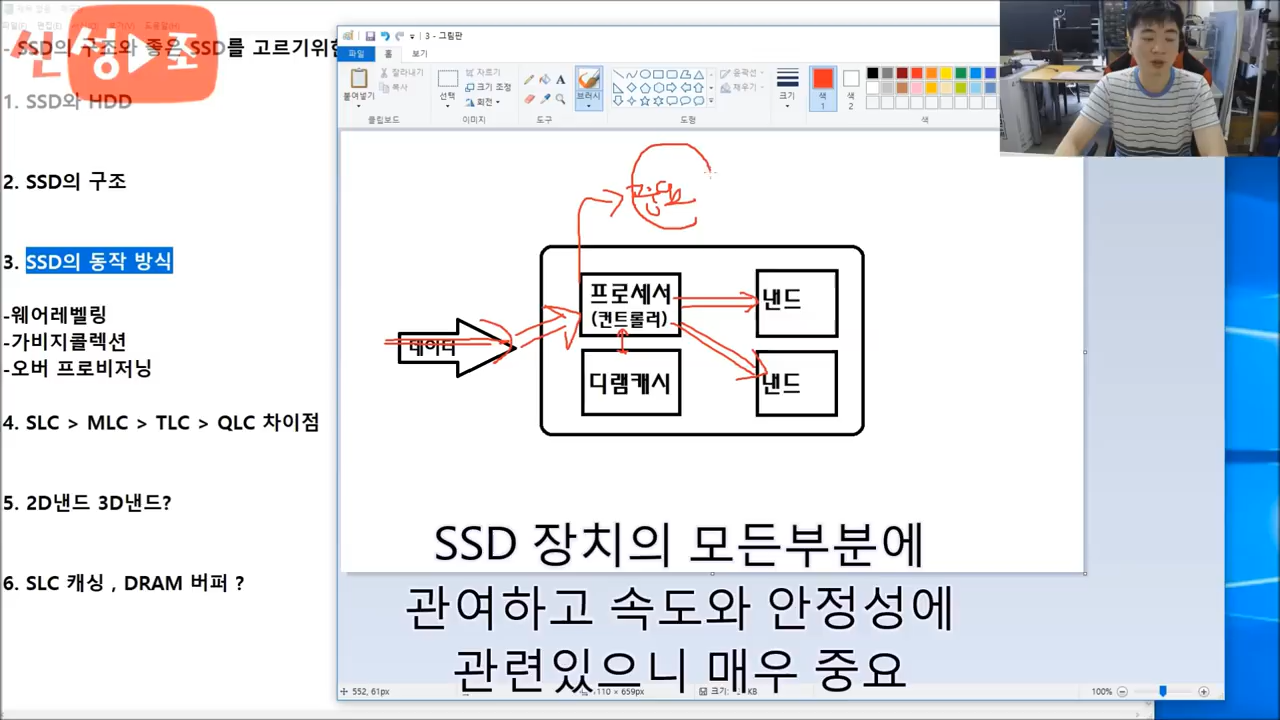 신성조
- SSD의 구조와 좋은 SSD를 고르기위한
1. SSD와 HDD
2. SSD의 구조
3. SSD의 동작 방식
-웨어레벨링
-가비지콜렉션
-오버 프로비저닝
4. SLC > MLC > TLC > QLC 차이점
5. 2D낸드 3D낸드?
6. SLC 캐싱 , DRAM 버퍼 ?
3 - 그림판
파일
홈
보기
붙여넣기
잘라내기
복사
클립보드
선택
자르기
크기 조정
회전
이미지
도구
브러시
도형
윤곽선
채우기
크기
색
1
색
2
색
데이터
프로세서
(컨트롤러)
디램캐시
낸드
낸드
SSD 장치의 모든부분에
관여하고 속도와 안정성에
관련있으니 매우 중요
552, 61px
110 × 659px
크기:
KB
100%